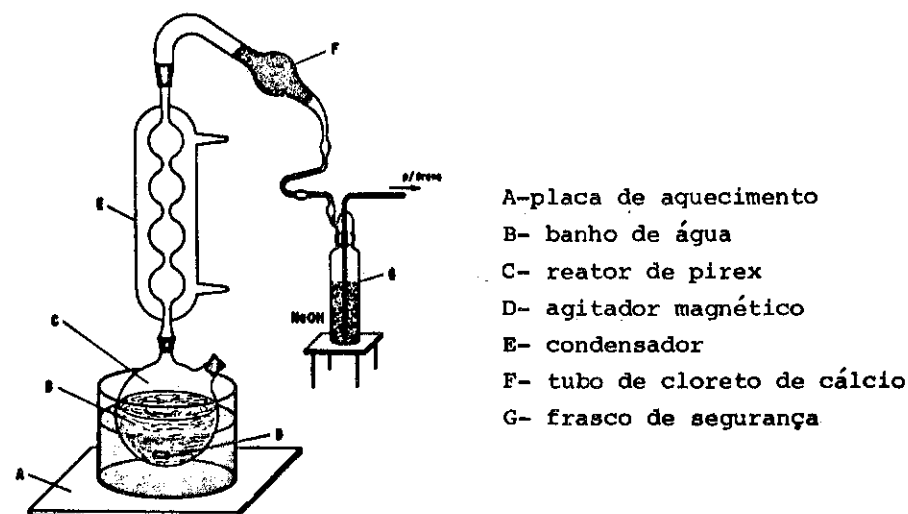 F
E
G
NaOH
C
B
D
A
A-placa de aquecimento
B- banho de água
C- reator de pirex
D- agitador magnético
E- condensador
F- tubo de cloreto de cálcio
G- frasco de segurança